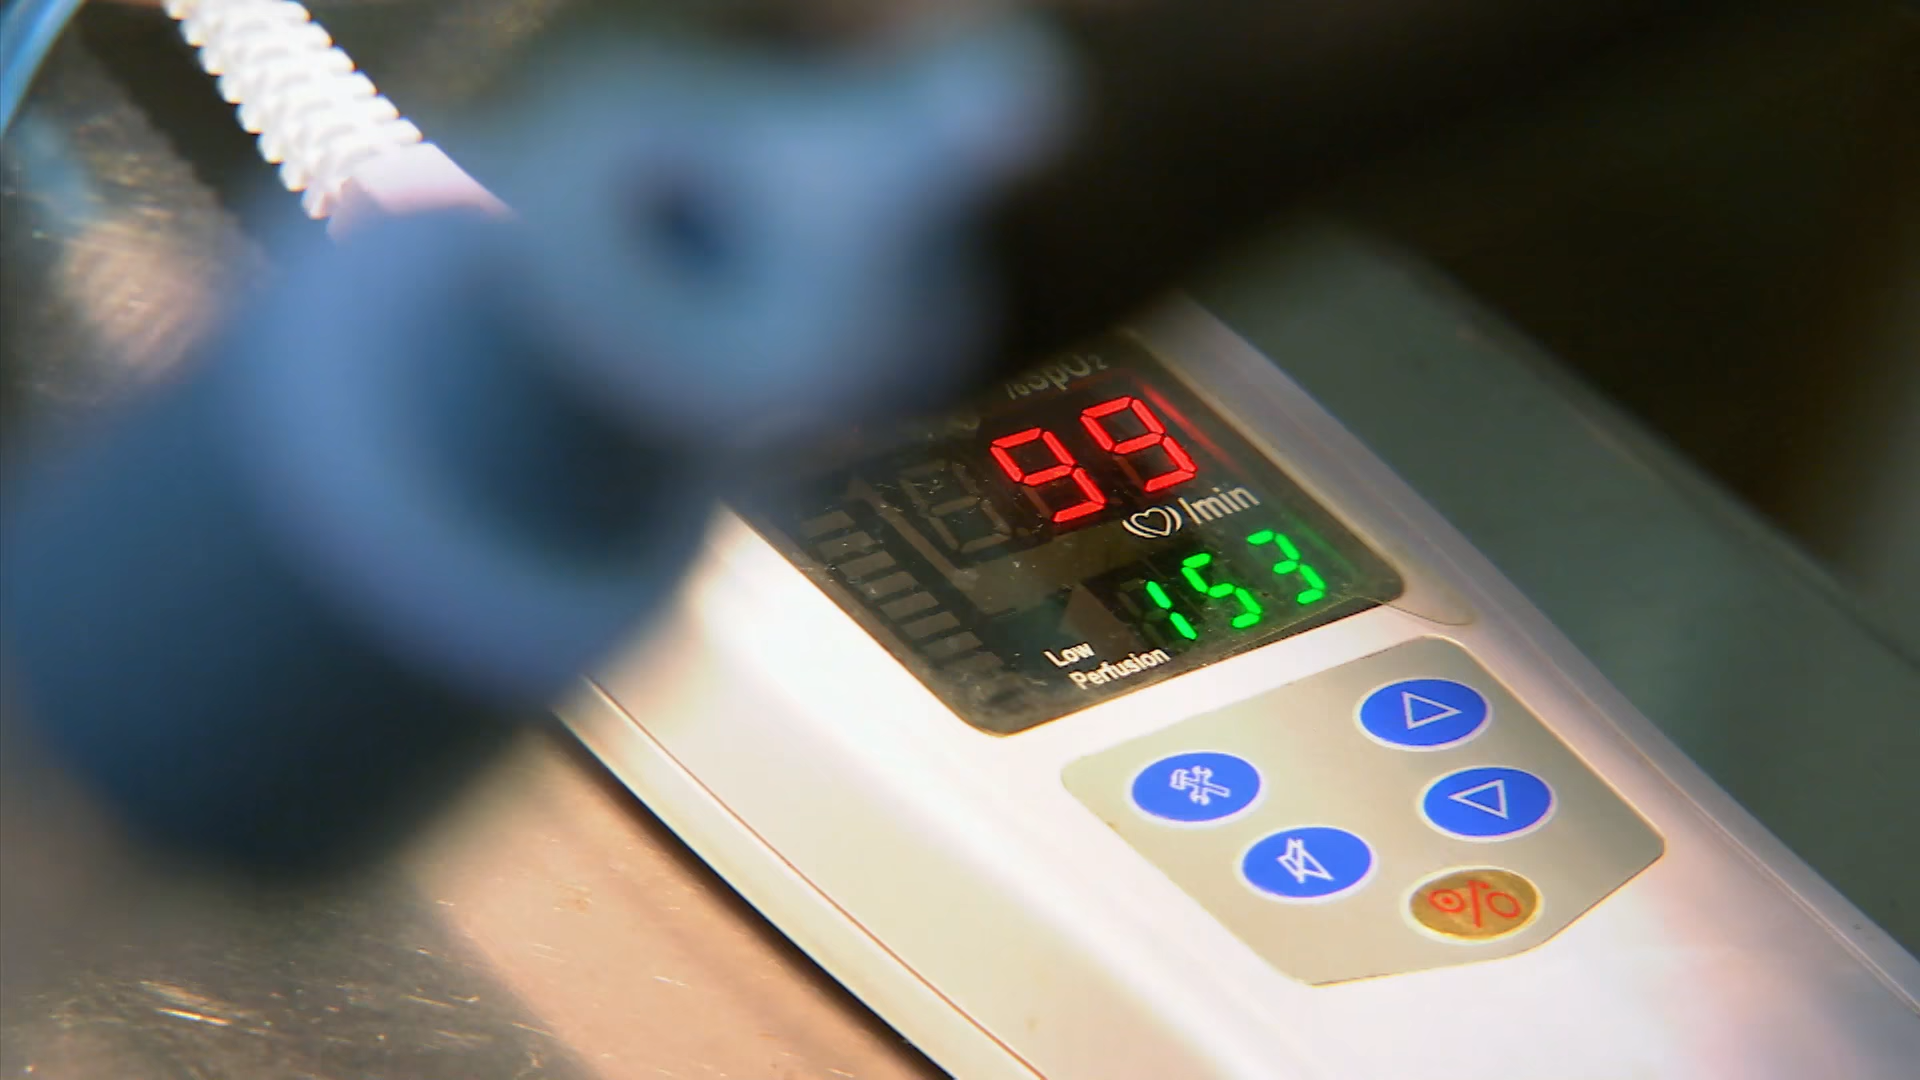 %SpO₂
99
/min
153
Low
Perfusion